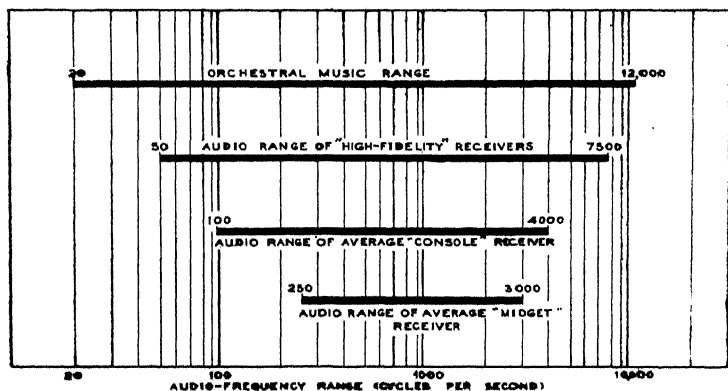 ORCHESTRAL MUSIC RANGE
20 12,000
50 AUDIO RANGE OF "HIGH-FIDELITY" RECEIVERS 7500
100 4000
AUDIO RANGE OF AVERAGE "CONSOLE" RECEIVER
250 3000
AUDIO RANGE OF AVERAGE "MIDGET"
RECEIVER
20 100 1000 10,000
AUDIO-FREQUENCY RANGE (CYCLES PER SECOND)